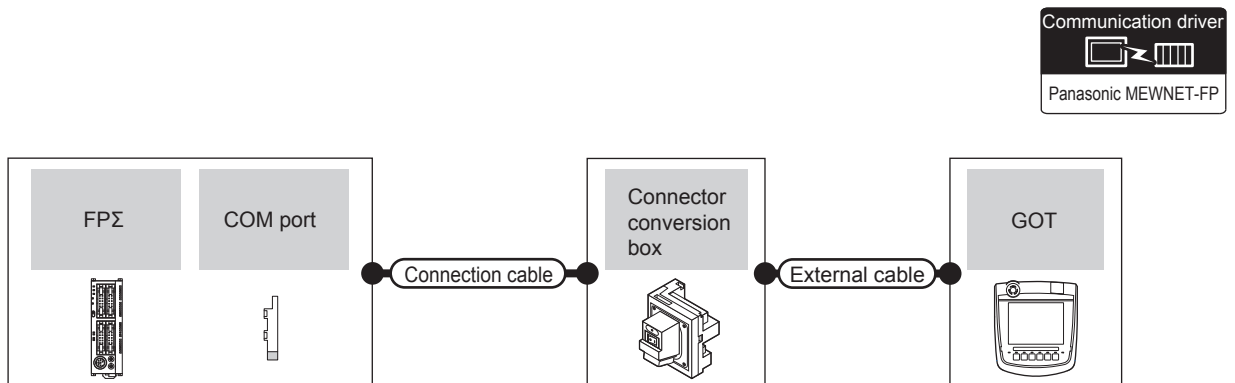 Communication driver
Panasonic MEWNET-FP
FPΣ
COM port
Connection cable
Connector
conversion
box
External cable
GOT